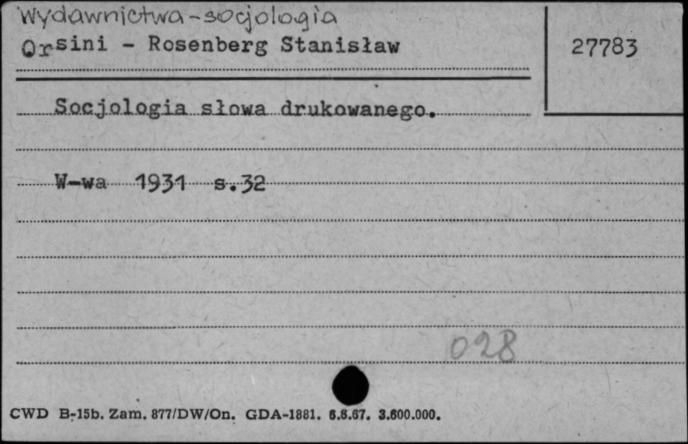 Wydawnictwa-socjologia
Orsini - Rosenberg Stanisław
27783
Socjologia słowa drukowanego.
W-wa 1931 s.32
028
CWD B-15b. Zam. 877/DW/On. GDA-1881. 6.8.67. 3.600.000.